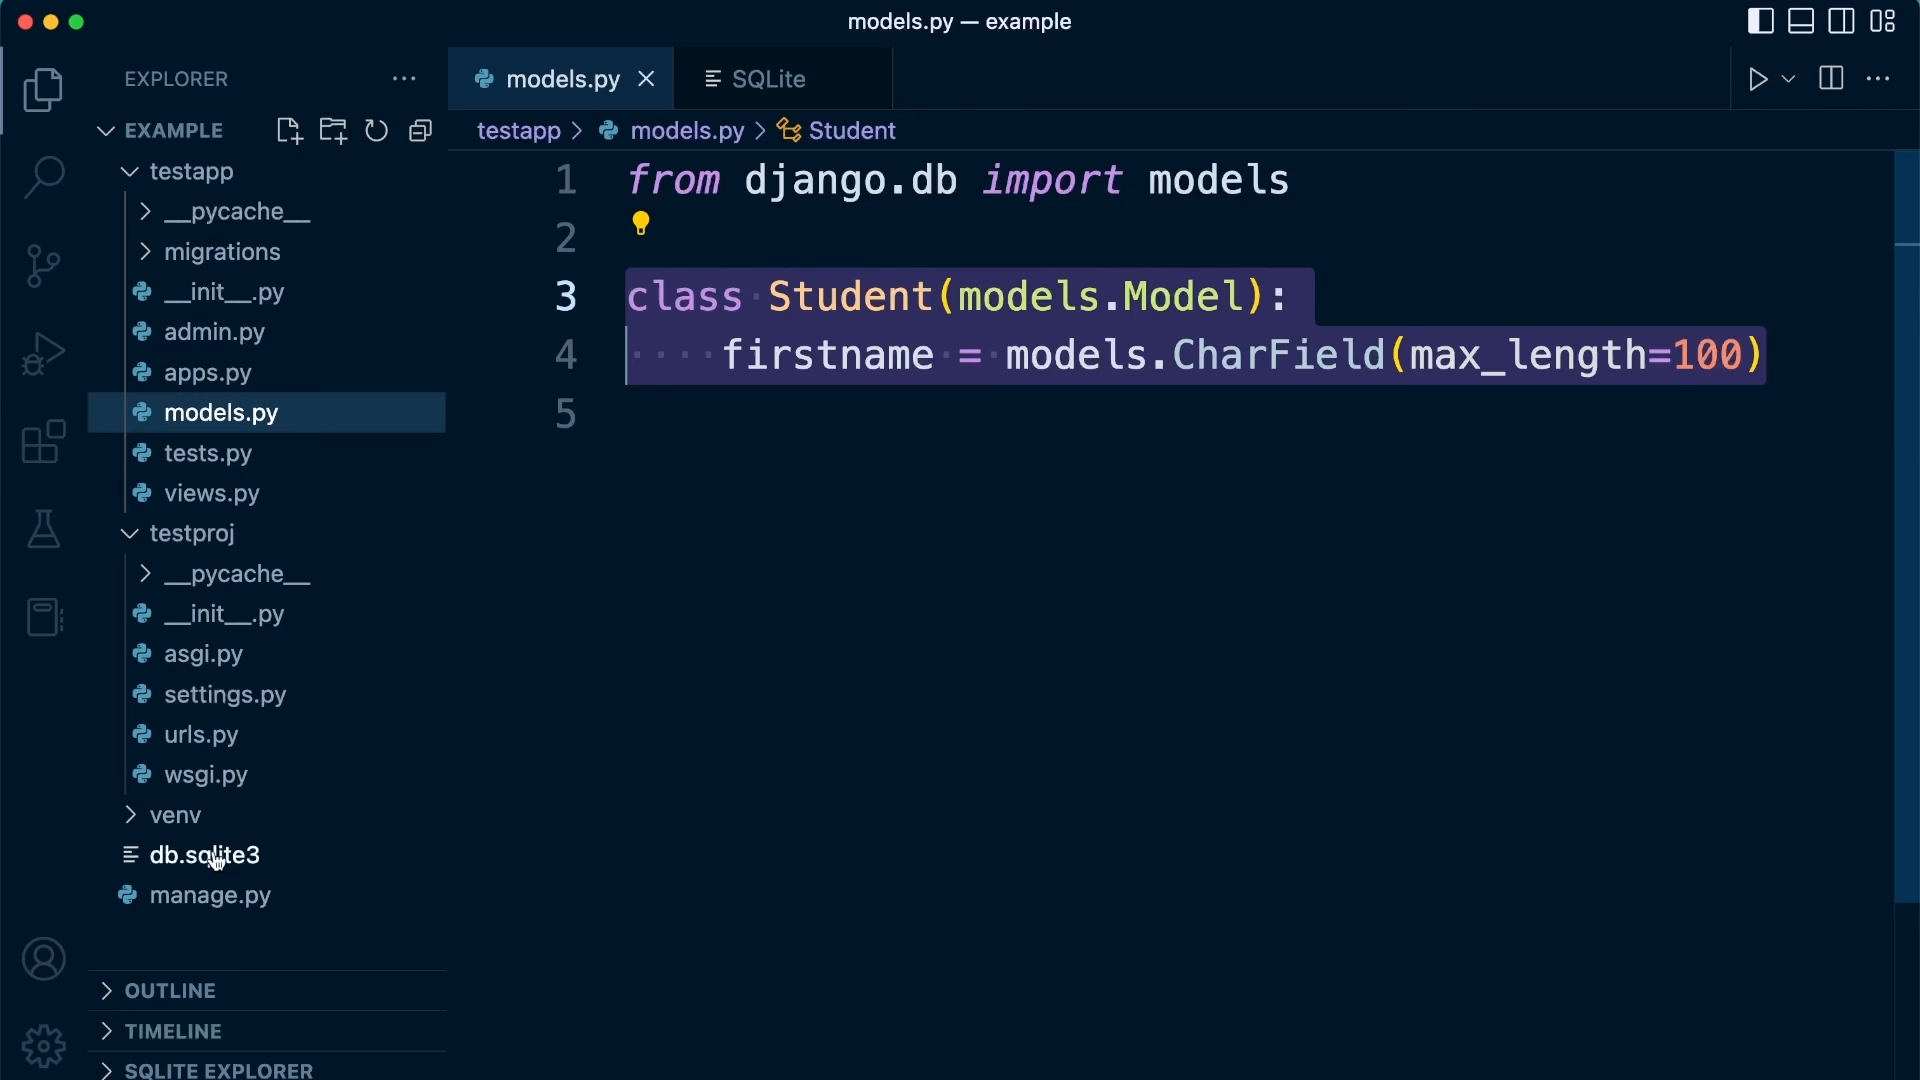 models.py — example
EXPLORER
models.py
SQLite
EXAMPLE
testapp > models.py > Student
testapp
__pycache__
migrations
__init__.py
admin.py
apps.py
models.py
tests.py
views.py
testproj
__pycache__
__init__.py
asgi.py
settings.py
urls.py
wsgi.py
venv
db.sqlite3
manage.py
OUTLINE
TIMELINE
SQLITE EXPLORER
1 from django.db import models
2
3 class Student(models.Model):
4 firstname = models.CharField(max_length=100)
5